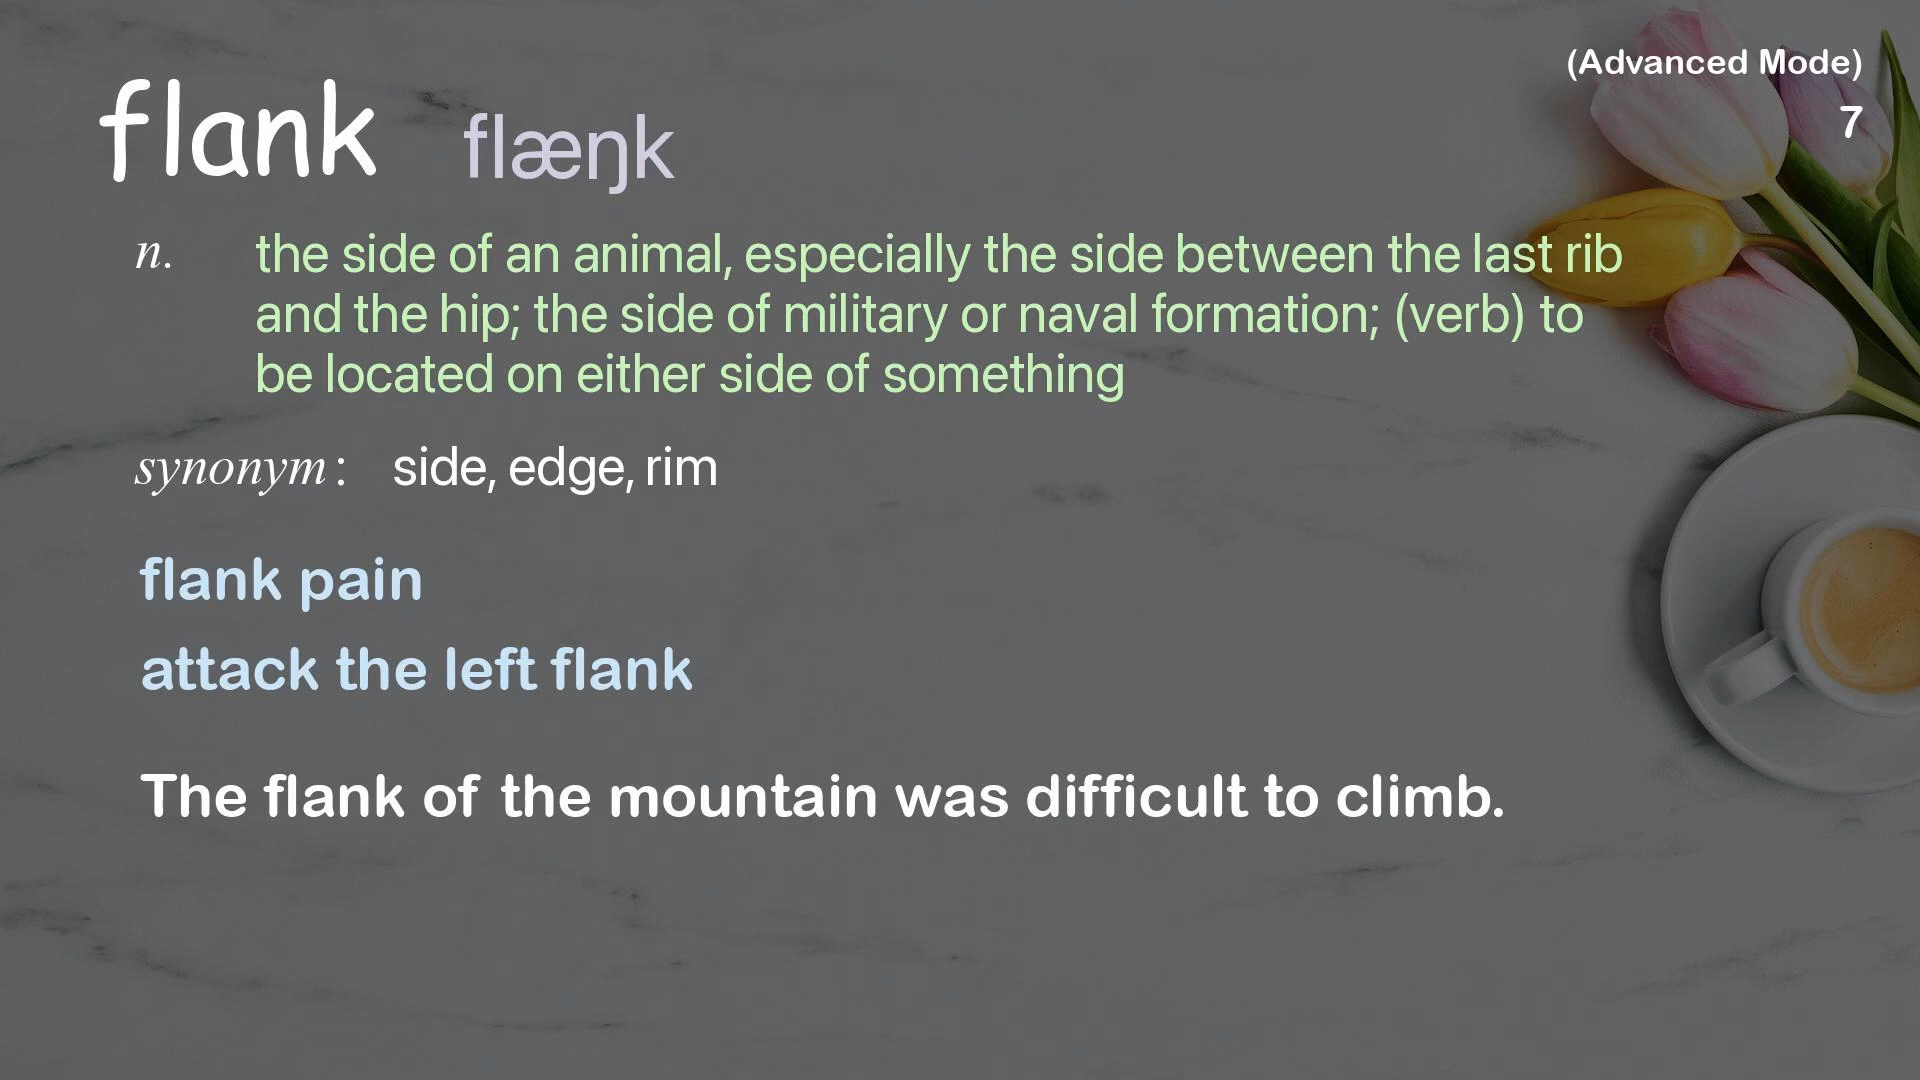 (Advanced Mode)
7
flank flæŋk
n. the side of an animal, especially the side between the last rib
and the hip; the side of military or naval formation; (verb) to
be located on either side of something
synonym: side, edge, rim
flank pain
attack the left flank
The flank of the mountain was difficult to climb.